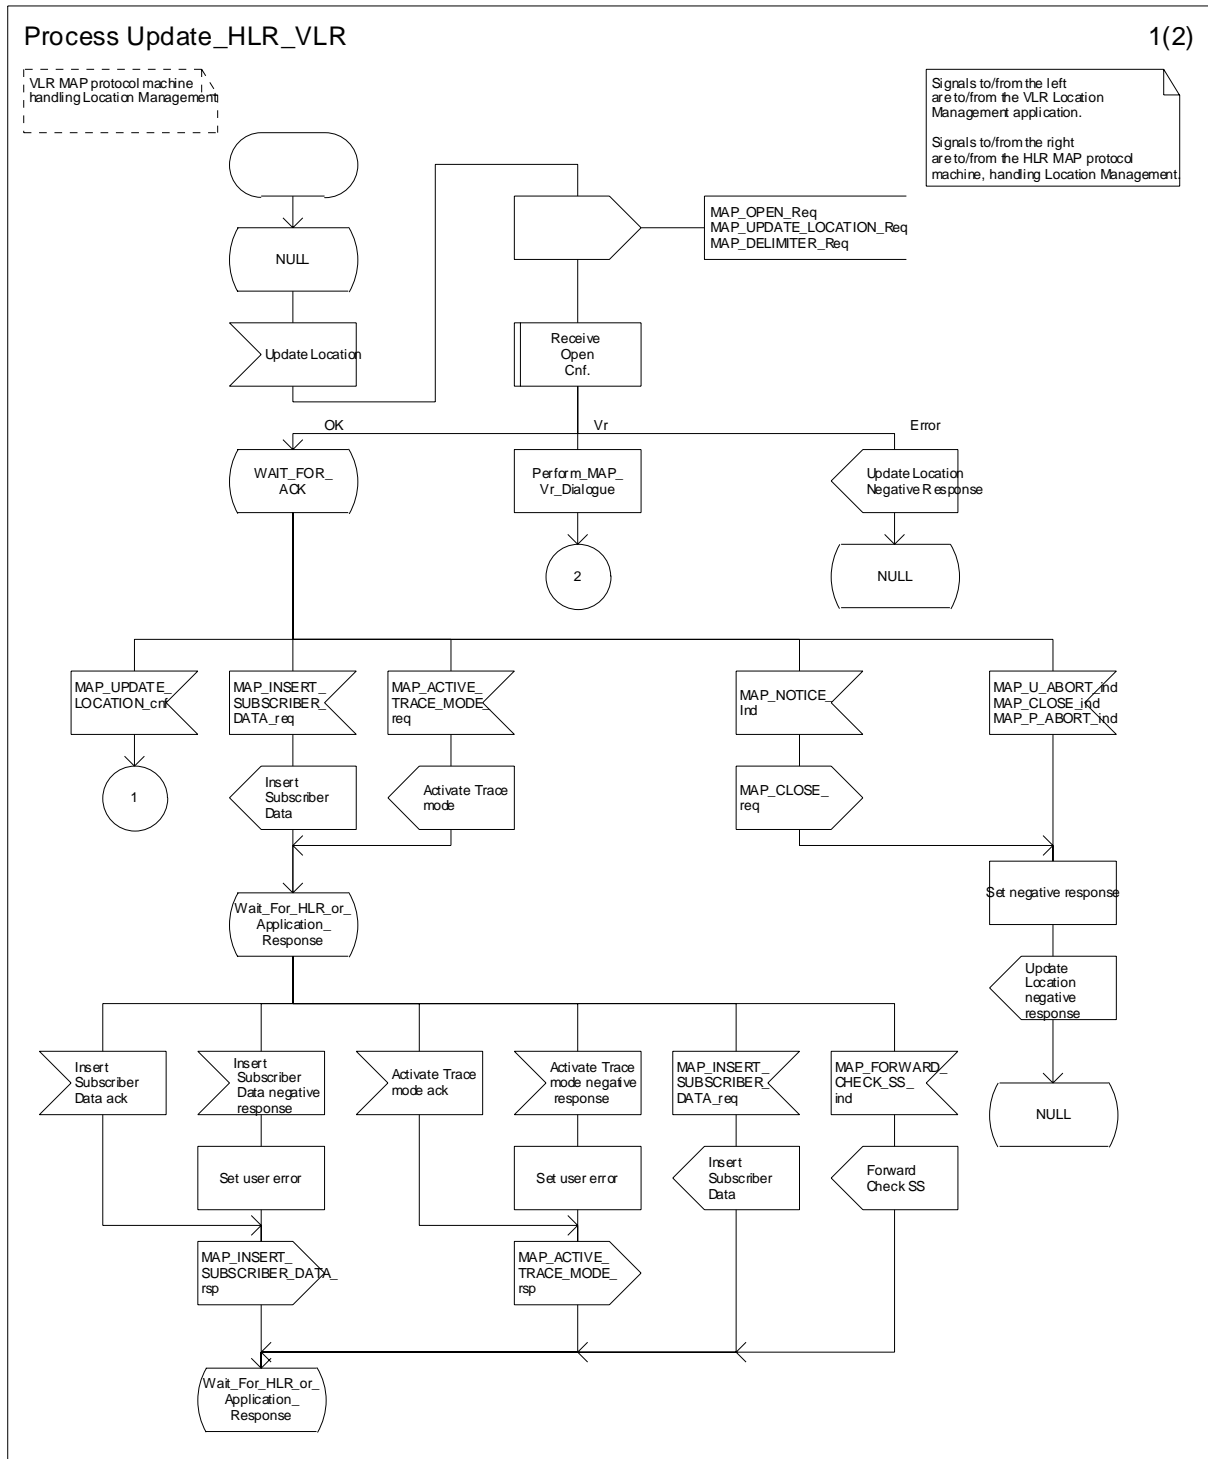 Process Update_HLR_VLR
1(2)
VLR MAP protocol machine
handling Location Management
Signals to/from the left
are to/from the VLR Location
Management application.
Signals to/from the right
are to/from the HLR MAP protocol
machine, handling Location Management.
MAP_OPEN_Req
MAP_UPDATE_LOCATION_Req
MAP_DELIMITER_Req
NULL
Update Location
Receive
Open
Cnf.
OK
Vr
Error
WAIT_FOR_
ACK
Perform_MAP_
Vr_Dialogue
Update Location
Negative Response
2
NULL
MAP_UPDATE_
LOCATION_cnf
MAP_INSERT_
SUBSCRIBER_
DATA_req
MAP_ACTIVE_
TRACE_MODE_
req
MAP_NOTICE_
Ind
MAP_U_ABORT_ind
MAP_CLOSE_ind
MAP_P_ABORT_ind
1
Insert
Subscriber
Data
Activate Trace
mode
MAP_CLOSE_
req
Set negative response
Wait_For_HLR_or_
Application_
Response
Update
Location
negative
response
Insert
Subscriber
Data ack
Insert
Subscriber
Data negative
response
Activate Trace
mode ack
Activate Trace
mode negative
response
MAP_INSERT_
SUBSCRIBER_
DATA_req
MAP_FORWARD_
CHECK_SS_
ind
NULL
Set user error
Set user error
Insert
Subscriber
Data
Forward
Check SS
MAP_INSERT_
SUBSCRIBER_DATA_
rsp
MAP_ACTIVE_
TRACE_MODE_
rsp
Wait_For_HLR_or_
Application_
Response